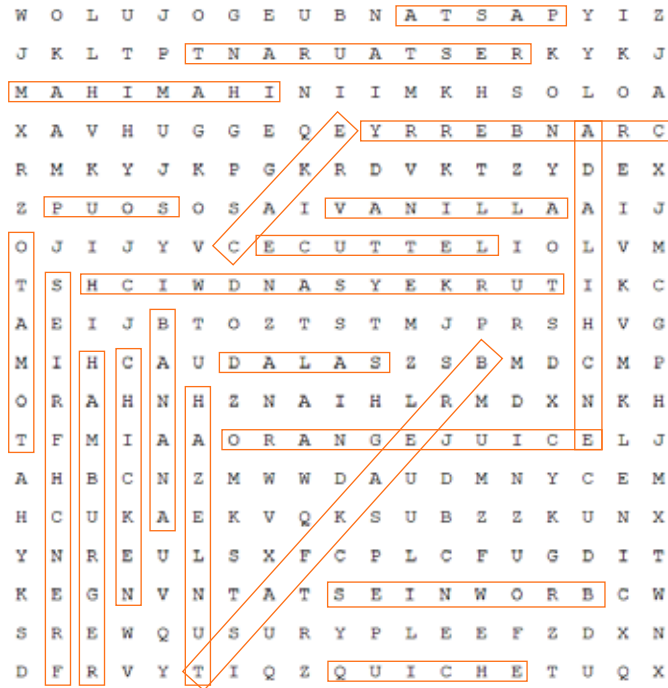 W O L U J O G E U B N A T S A P Y I Z
J K L T P T N A R U A T S E R K Y K J
M A H I M A H I N I I M K H S O L O A
X A V H U G G E Q E Y R R E B N A R C
R M K Y J K P G K R D V K T Z Y D E X
Z P U O S O S A I V A N I L L A A I J
O J I J Y V C E C U T T E L I O L V M
T S H C I W D N A S Y E K R U T I K C
A E I J B T O Z T S T M J P R S H V G
M I H C A U D A L A S Z S B M D C M P
O R A H N H Z N A I H L R M D X N K H
T F M I A A O R A N G E J U I C E L J
A H B C N Z M W W D A U D M N Y C E M
H C U K A E K V Q K S U B Z Z K U N X
Y N R E U L S X F C P L C F U G D I T
K E G N V N T A T S E I N W O R B C W
S R E W Q U S U R Y P L E E F Z D X N
D F R V Y T I Q Z Q U I C H E T U Q X